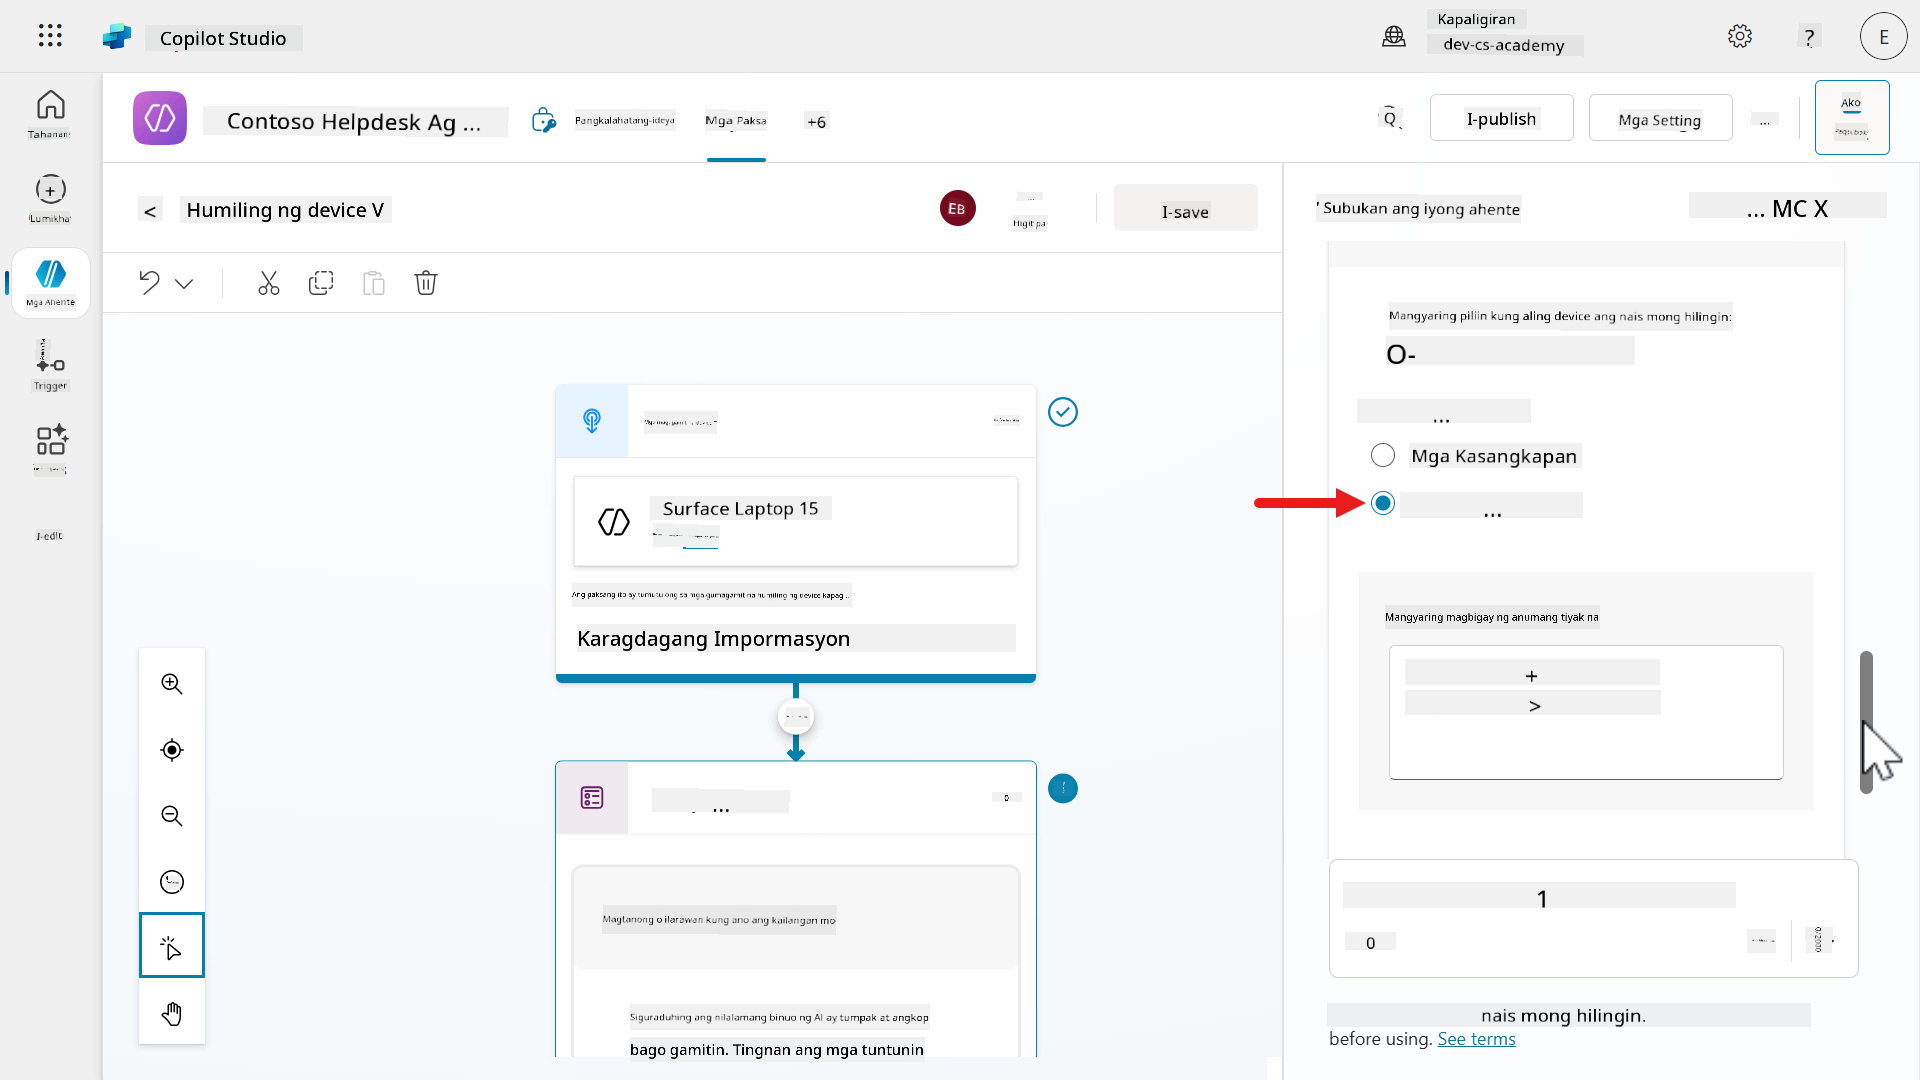 Copilot Studio
Kapaligiran
dev-cs-academy
?
E
Tahanan
Lumikha
Mga Ahente
Trigger
I-edit
Contoso Helpdesk Ag ...
Pangkalahatang-ideya
Mga Paksa
+6
Q
I-publish
Mga Setting
...
Ako
< Humiling ng device V
EB
...
Higit pa
I-save
Surface Laptop 15
Ang paksang ito ay tumutulong sa mga gumagamit na humiling ng device kapag...
Karagdagang Impormasyon
...
0
Magtanong o ilarawan kung ano ang kailangan mo
Siguraduhing ang nilalamang binuo ng AI ay tumpak at angkop
bago gamitin. Tingnan ang mga tuntunin
' Subukan ang iyong ahente
... MC X
Mangyaring piliin kung aling device ang nais mong hilingin:
O-
...
Mga Kasangkapan
...
Mangyaring magbigay ng anumang tiyak na
+
>
1
0
0/2000
nais mong hilingin.
before using. See terms